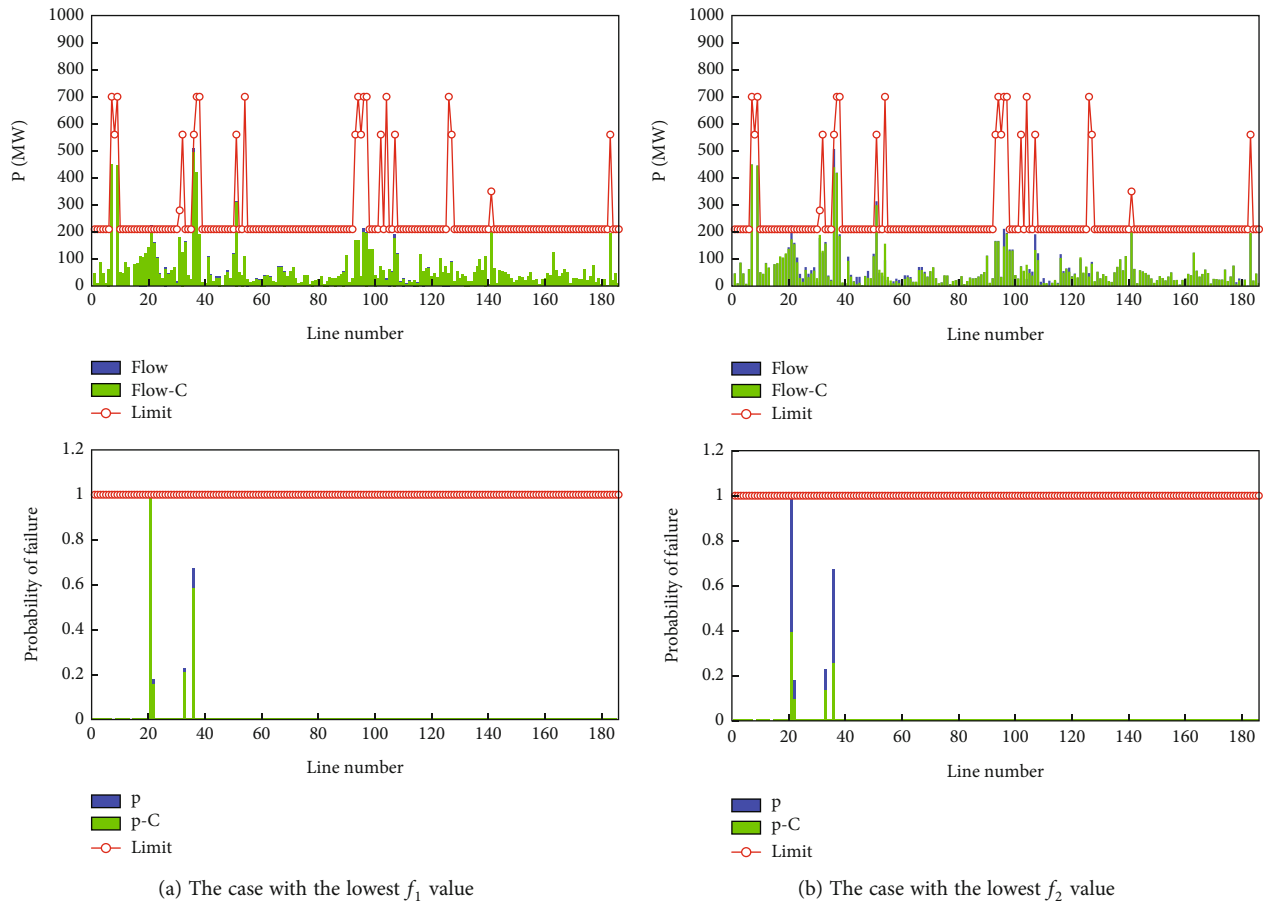 1000
900
800
700
600
500
400
300
200
100
0
P (MW)
0 20 40 60 80 100 120 140 160 180
Line number
Flow
Flow-C
Limit
1000
900
800
700
600
500
400
300
200
100
0
P (MW)
0 20 40 60 80 100 120 140 160 180
Line number
Flow
Flow-C
Limit
1.2
1
0.8
0.6
0.4
0.2
0
Probability of failure
0 20 40 60 80 100 120 140 160 180
Line number
p
p-C
Limit
(a) The case with the lowest f₁ value
1.2
1
0.8
0.6
0.4
0.2
0
Probability of failure
0 20 40 60 80 100 120 140 160 180
Line number
p
p-C
Limit
(b) The case with the lowest f₂ value